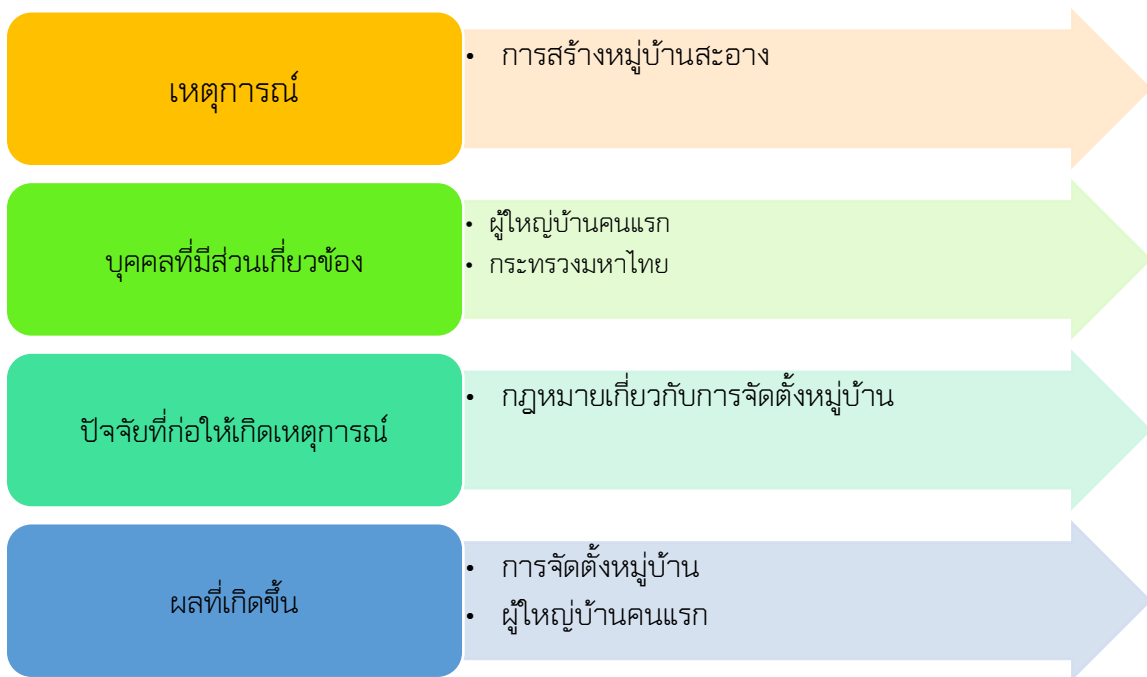 เหตุการณ์
• การสร้างหมู่บ้านสะอาง
บุคคลที่มีส่วนเกี่ยวข้อง
• ผู้ใหญ่บ้านคนแรก
• กระทรวงมหาไทย
ปัจจัยที่ก่อให้เกิดเหตุการณ์
• กฎหมายเกี่ยวกับการจัดตั้งหมู่บ้าน
ผลที่เกิดขึ้น
• การจัดตั้งหมู่บ้าน
• ผู้ใหญ่บ้านคนแรก